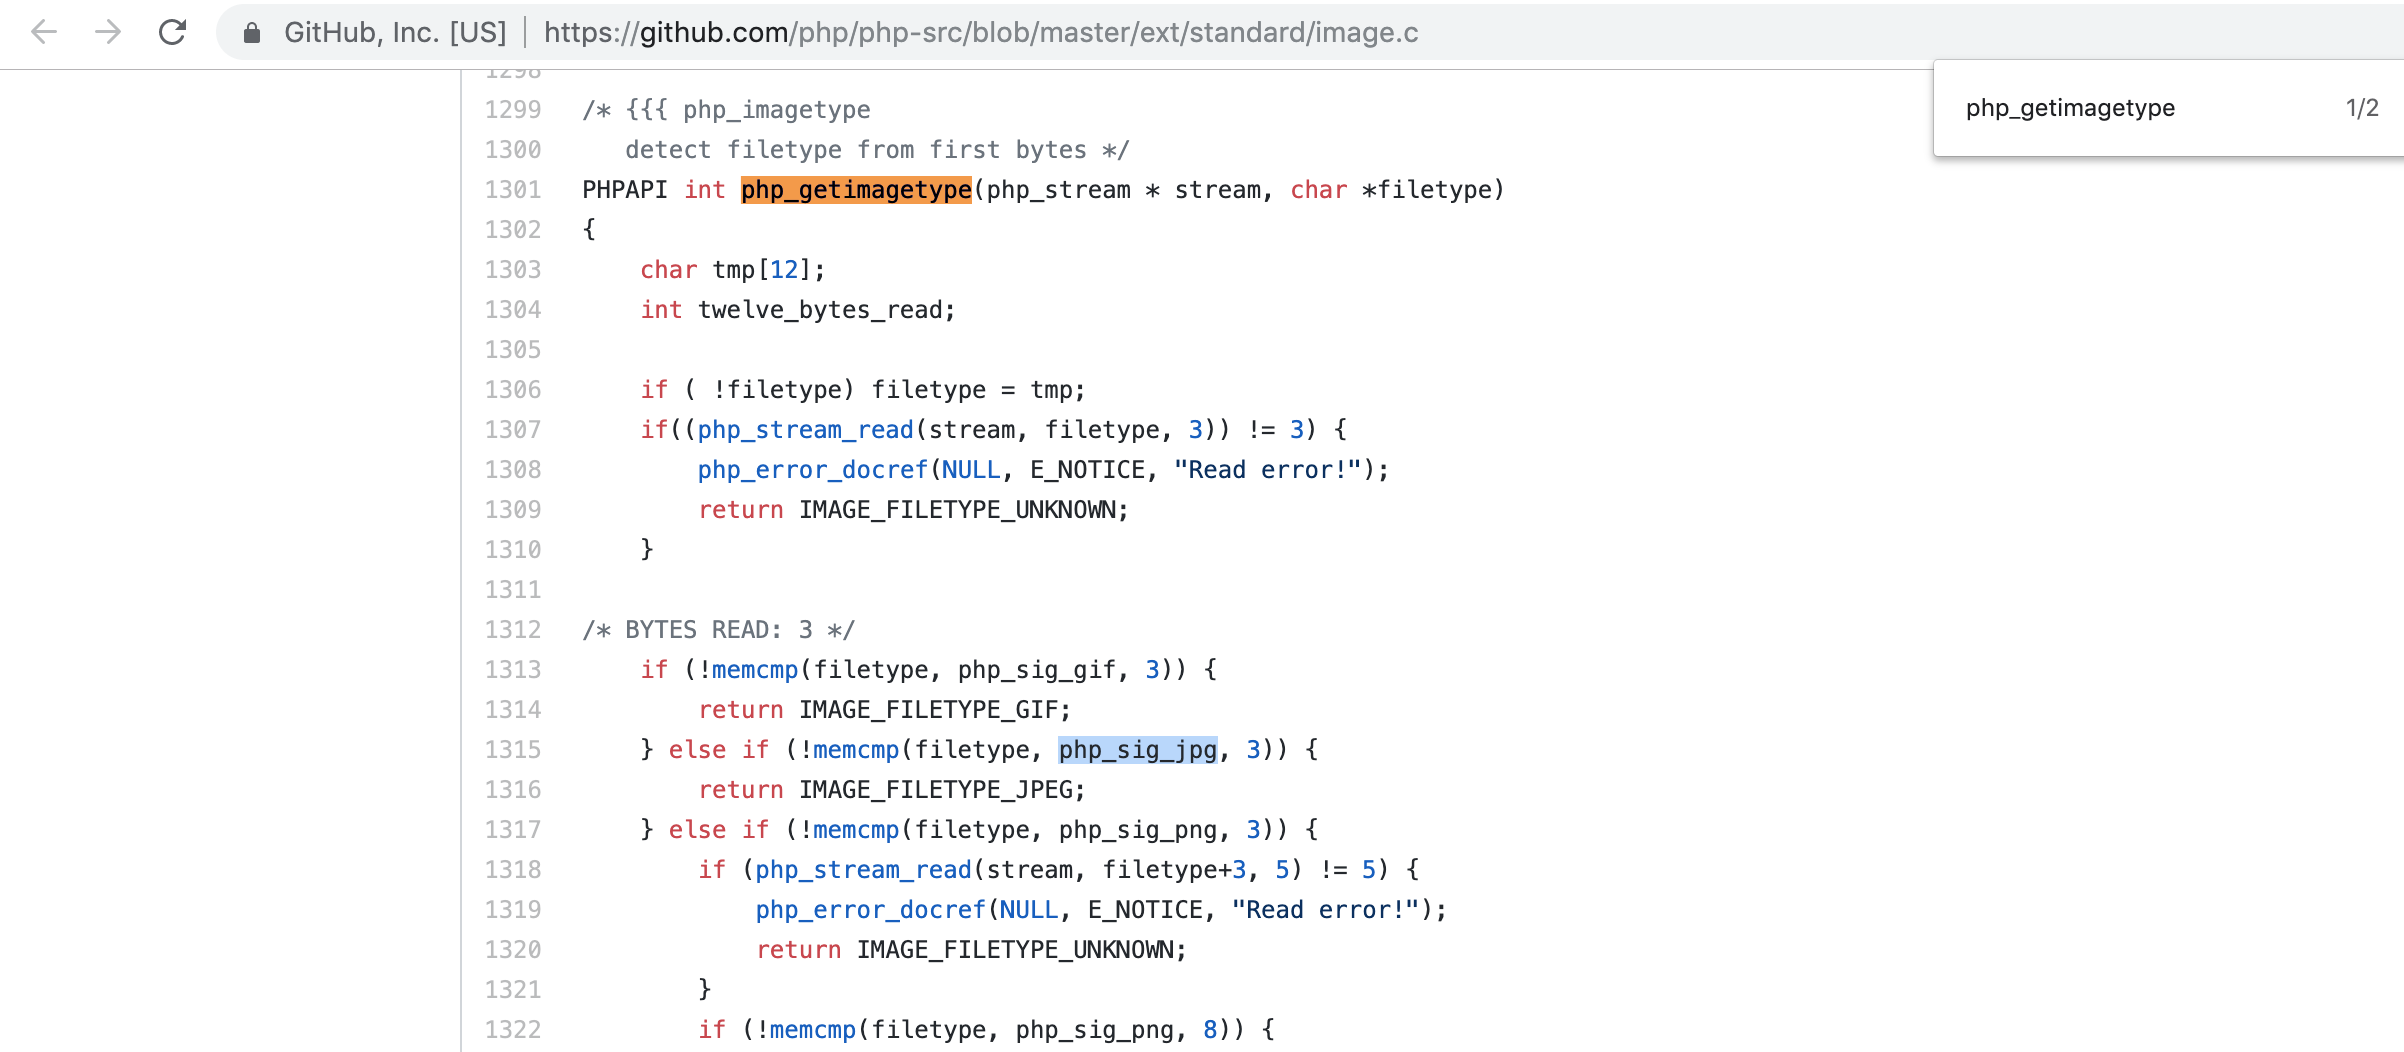 GitHub, Inc. [US] | https://github.com/php/php-src/blob/master/ext/standard/image.c
php_getimagetype 1/2
1298
1299 /* {{{ php_imagetype
1300    detect filetype from first bytes */
1301 PHPAPI int php_getimagetype(php_stream * stream, char *filetype)
1302 {
1303     char tmp[12];
1304     int twelve_bytes_read;
1305
1306     if ( !filetype) filetype = tmp;
1307     if((php_stream_read(stream, filetype, 3)) != 3) {
1308         php_error_docref(NULL, E_NOTICE, "Read error!");
1309         return IMAGE_FILETYPE_UNKNOWN;
1310     }
1311
1312 /* BYTES READ: 3 */
1313     if (!memcmp(filetype, php_sig_gif, 3)) {
1314         return IMAGE_FILETYPE_GIF;
1315     } else if (!memcmp(filetype, php_sig_jpg, 3)) {
1316         return IMAGE_FILETYPE_JPEG;
1317     } else if (!memcmp(filetype, php_sig_png, 3)) {
1318         if (php_stream_read(stream, filetype+3, 5) != 5) {
1319             php_error_docref(NULL, E_NOTICE, "Read error!");
1320             return IMAGE_FILETYPE_UNKNOWN;
1321         }
1322         if (!memcmp(filetype, php_sig_png, 8)) {